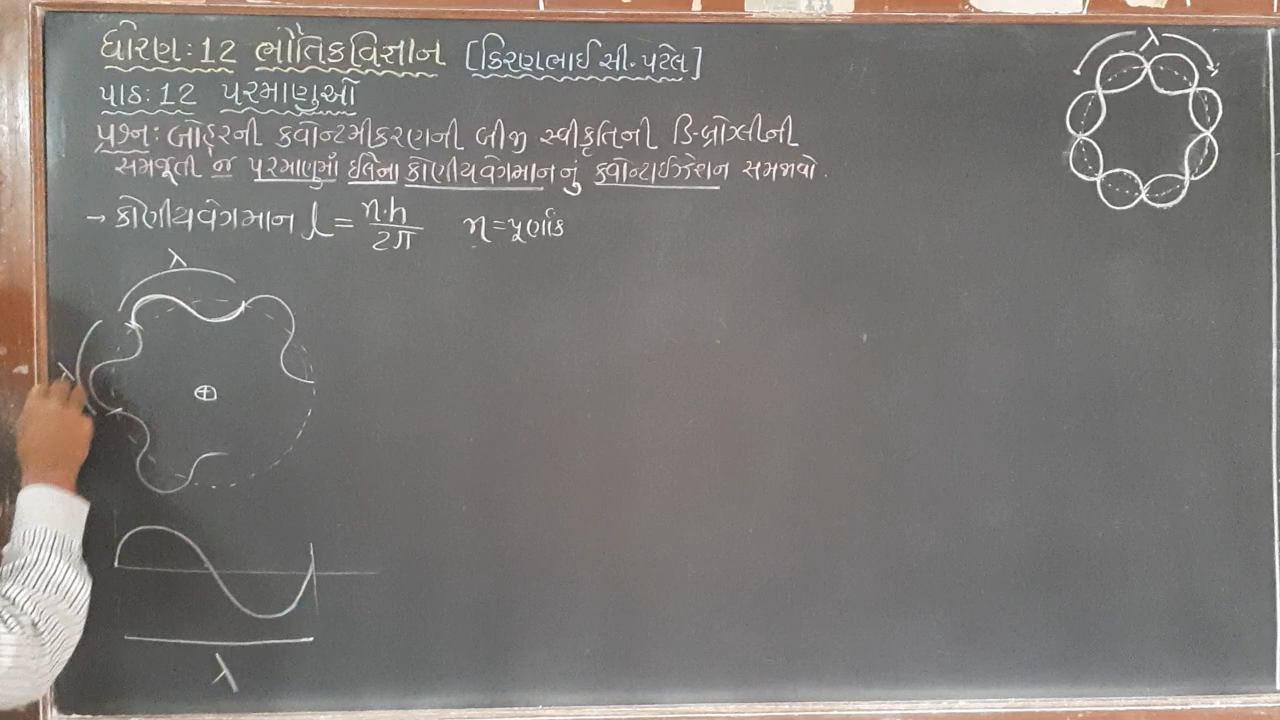 ધોરણ:12 ભૌતિકવિજ્ઞાન [કિરણભાઈ સી. પટેલ]
પાઠ:12 પરમાણુઓ
પ્રશ્ન: બોહરની ક્વોન્ટમીકરણની બીજી સ્વીકૃતિની ડિ-બ્રોગ્લીની
સમજૂતી જ પરમાણુમાં ઈલેના કોણીયવેગમાનનું ક્વોન્ટાઈઝેશન સમજાવો.
→ કોણીયવેગમાન l = n.h/2π n=પૂર્ણાંક
λ
λ
λ
+
λ